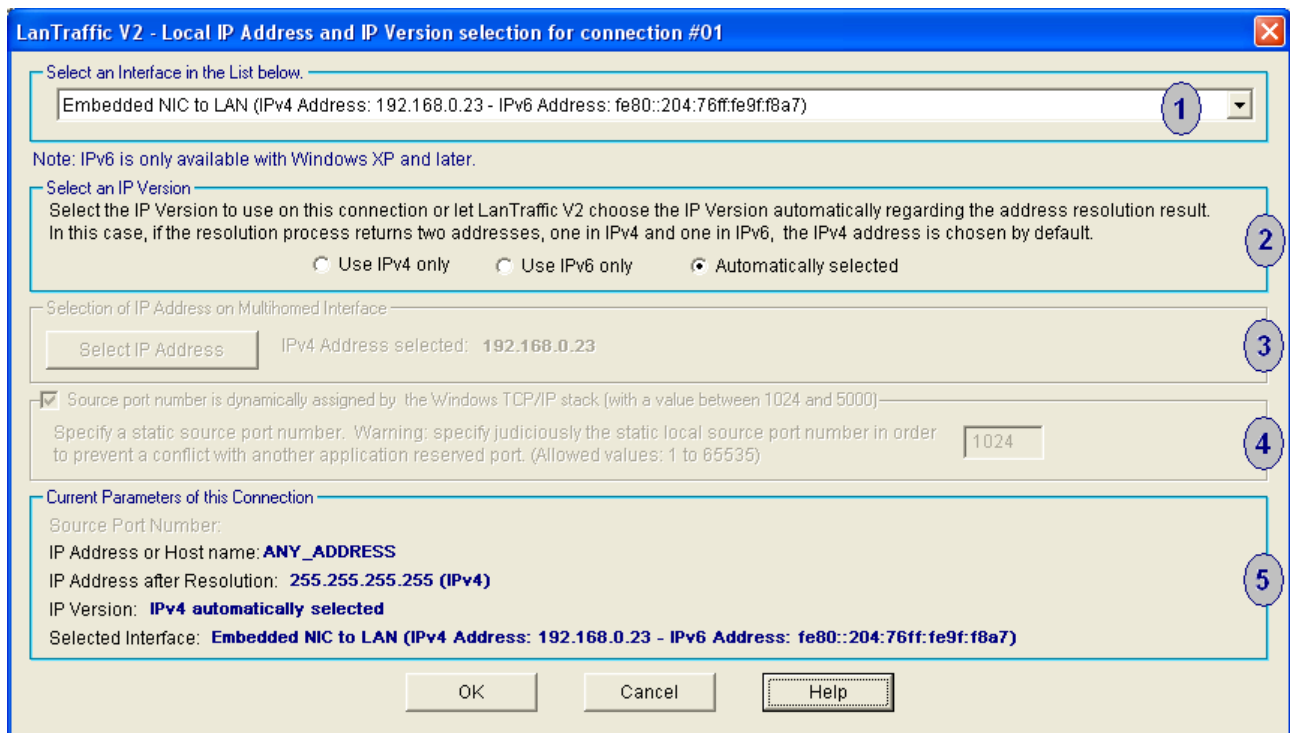 LanTraffic V2 - Local IP Address and IP Version selection for connection #01
Select an Interface in the List below.
Embedded NIC to LAN (IPv4 Address: 192.168.0.23 - IPv6 Address: fe80::204:76ff:fe9f:f8a7)
1
Note: IPv6 is only available with Windows XP and later.
Select an IP Version
Select the IP Version to use on this connection or let LanTraffic V2 choose the IP Version automatically regarding the address resolution result.
In this case, if the resolution process returns two addresses, one in IPv4 and one in IPv6, the IPv4 address is chosen by default.
2
Use IPv4 only Use IPv6 only Automatically selected
Selection of IP Address on Multihomed Interface
Select IP Address IPv4 Address selected: 192.168.0.23
3
Source port number is dynamically assigned by the Windows TCP/IP stack (with a value between 1024 and 5000)
Specify a static source port number. Warning: specify judiciously the static local source port number in order
to prevent a conflict with another application reserved port. (Allowed values: 1 to 65535)
1024
4
Current Parameters of this Connection
Source Port Number:
IP Address or Host name: ANY_ADDRESS
IP Address after Resolution: 255.255.255.255 (IPv4)
5
IP Version: IPv4 automatically selected
Selected Interface: Embedded NIC to LAN (IPv4 Address: 192.168.0.23 - IPv6 Address: fe80::204:76ff:fe9f:f8a7)
OK Cancel Help